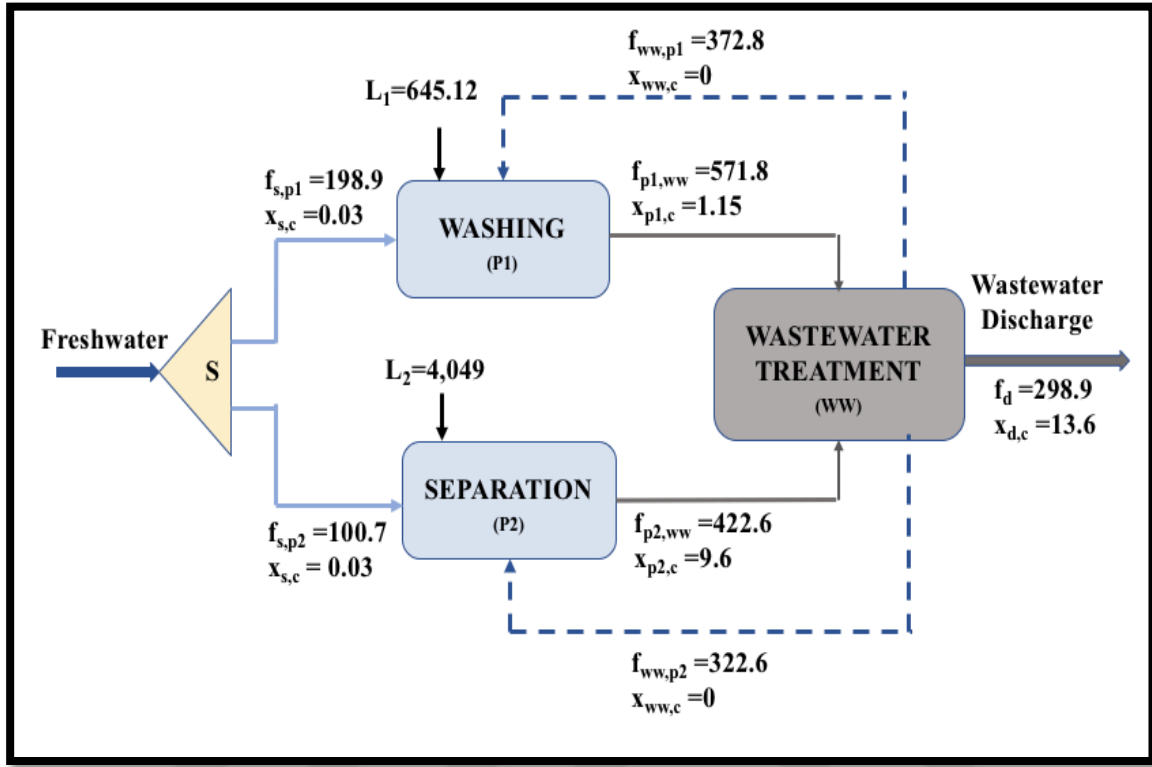 f_ww,p1 =372.8
x_ww,c =0
L_1=645.12
f_s,p1 =198.9
x_s,c =0.03
WASHING
(P1)
f_p1,ww =571.8
x_p1,c =1.15
Freshwater
S
WASTEWATER
TREATMENT
(WW)
Wastewater
Discharge
f_d =298.9
x_d,c =13.6
L_2=4,049
SEPARATION
(P2)
f_s,p2 =100.7
x_s,c = 0.03
f_p2,ww =422.6
x_p2,c =9.6
f_ww,p2 =322.6
x_ww,c =0